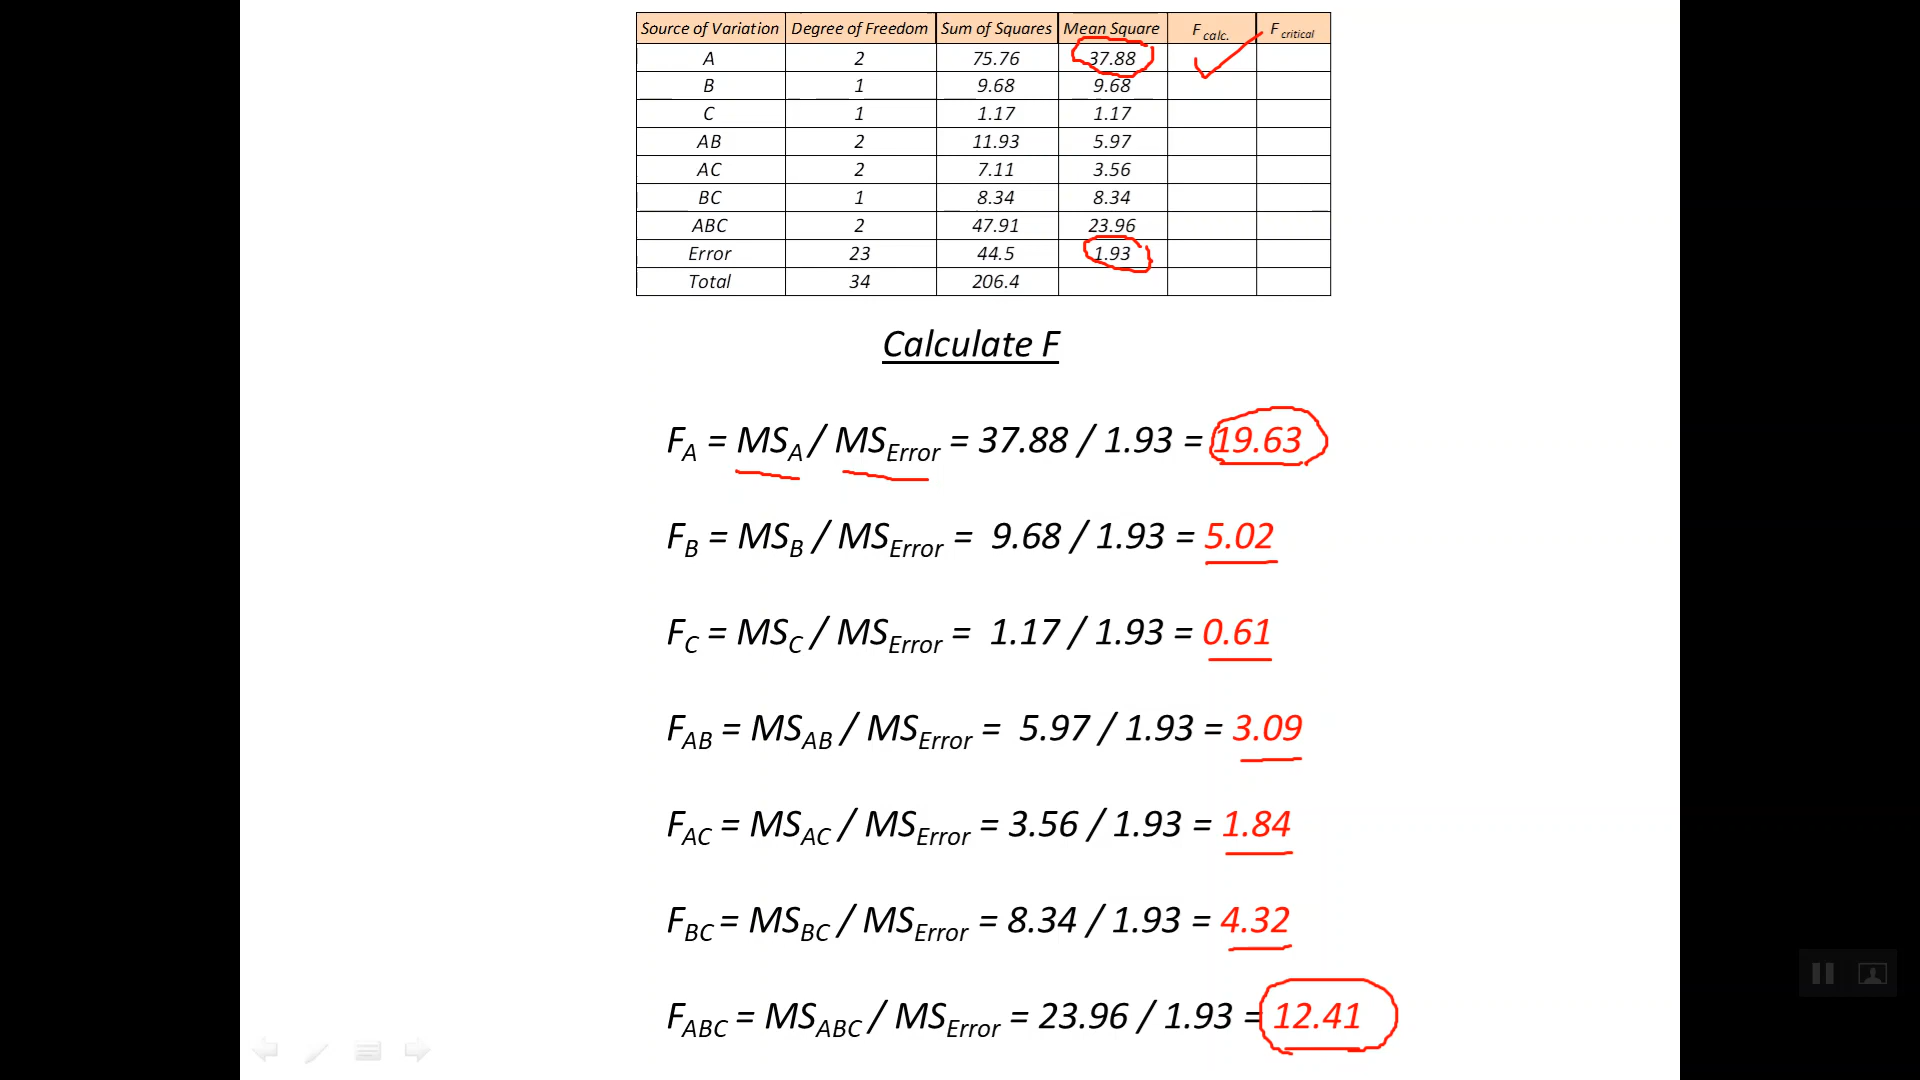 Source of Variation Degree of Freedom Sum of Squares Mean Square F calc. F critical
A 2 75.76 37.88
B 1 9.68 9.68
C 1 1.17 1.17
AB 2 11.93 5.97
AC 2 7.11 3.56
BC 1 8.34 8.34
ABC 2 47.91 23.96
Error 23 44.5 1.93
Total 34 206.4
Calculate F
FA = MSA / MSError = 37.88 / 1.93 = 19.63
FB = MSB / MSError = 9.68 / 1.93 = 5.02
FC = MSC / MSError = 1.17 / 1.93 = 0.61
FAB = MSAB / MSError = 5.97 / 1.93 = 3.09
FAC = MSAC / MSError = 3.56 / 1.93 = 1.84
FBC = MSBC / MSError = 8.34 / 1.93 = 4.32
FABC = MSABC / MSError = 23.96 / 1.93 = 12.41